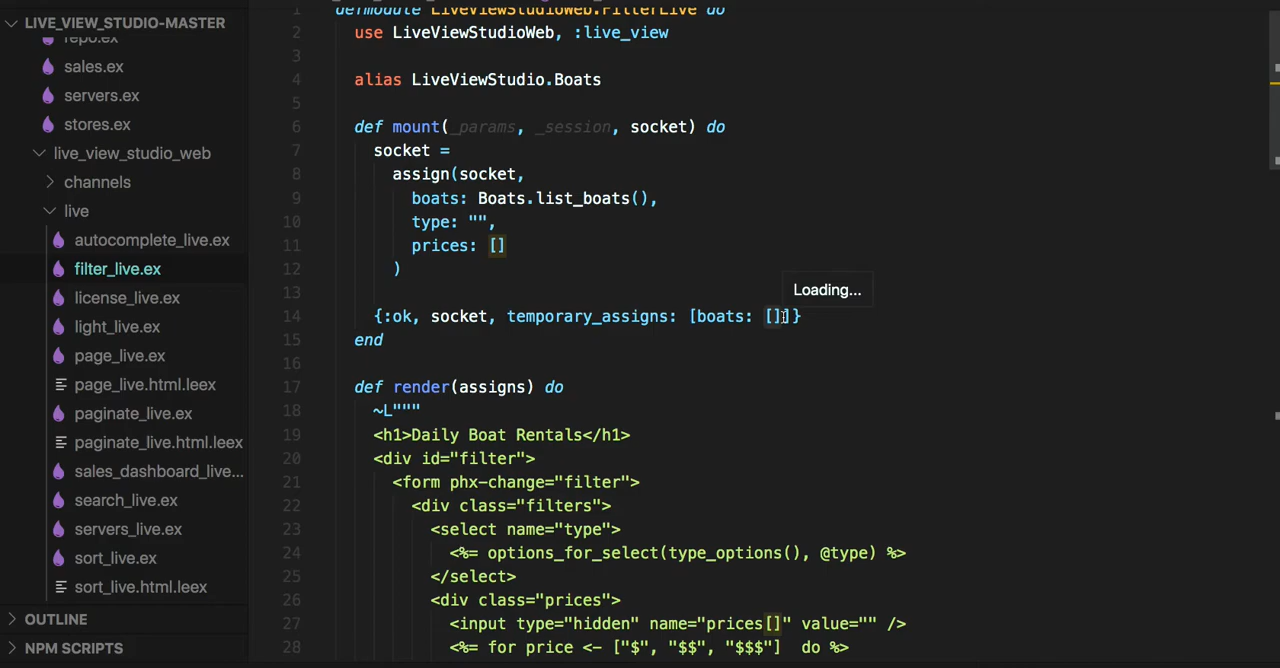 LIVE_VIEW_STUDIO-MASTER
repo.ex
sales.ex
servers.ex
stores.ex
live_view_studio_web
channels
live
autocomplete_live.ex
filter_live.ex
license_live.ex
light_live.ex
page_live.ex
page_live.html.leex
paginate_live.ex
paginate_live.html.leex
sales_dashboard_live...
search_live.ex
servers_live.ex
sort_live.ex
sort_live.html.leex
OUTLINE
NPM SCRIPTS
1 defmodule LiveViewStudioWeb.FilterLive do
2 use LiveViewStudioWeb, :live_view
3
4 alias LiveViewStudio.Boats
5
6 def mount(_params, _session, socket) do
7 socket =
8 assign(socket,
9 boats: Boats.list_boats(),
10 type: "",
11 prices: []
12 )
13
Loading...
14 {:ok, socket, temporary_assigns: [boats: []]}
15 end
16
17 def render(assigns) do
18 ~L"""
19 <h1>Daily Boat Rentals</h1>
20 <div id="filter">
21 <form phx-change="filter">
22 <div class="filters">
23 <select name="type">
24 <%= options_for_select(type_options(), @type) %>
25 </select>
26 <div class="prices">
27 <input type="hidden" name="prices[]" value="" />
28 <%= for price <- ["$", "$$", "$$$"] do %>